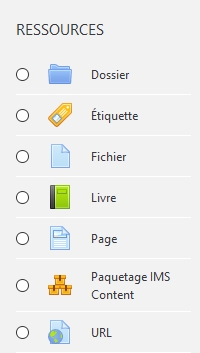 RESSOURCES
Dossier
Étiquette
Fichier
Livre
Page
Paquetage IMS
Content
URL